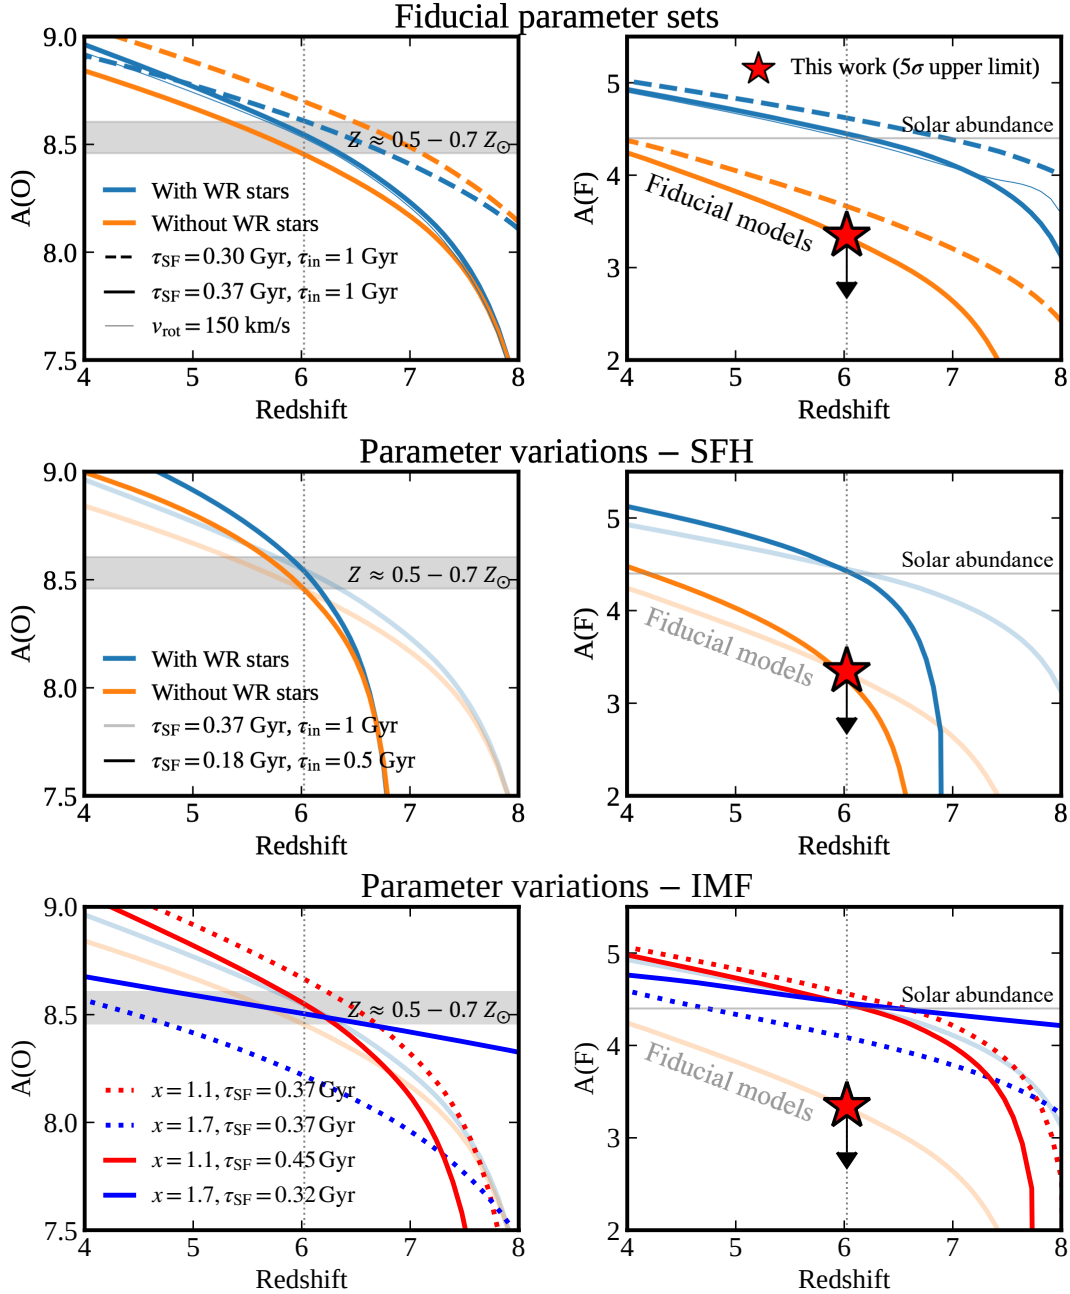 Fiducial parameter sets
9.0
8.5
8.0
7.5
A(O)
Z ≈ 0.5 − 0.7 Z⊙
With WR stars
Without WR stars
τSF = 0.30 Gyr, τin = 1 Gyr
τSF = 0.37 Gyr, τin = 1 Gyr
vrot = 150 km/s
4 5 6 7 8
Redshift
5
4
3
2
A(F)
This work (5σ upper limit)
Solar abundance
Fiducial models
4 5 6 7 8
Redshift
Parameter variations − SFH
9.0
8.5
8.0
7.5
A(O)
Z ≈ 0.5 − 0.7 Z⊙
With WR stars
Without WR stars
τSF = 0.37 Gyr, τin = 1 Gyr
τSF = 0.18 Gyr, τin = 0.5 Gyr
4 5 6 7 8
Redshift
5
4
3
2
A(F)
Solar abundance
Fiducial models
4 5 6 7 8
Redshift
Parameter variations − IMF
9.0
8.5
8.0
7.5
A(O)
Z ≈ 0.5 − 0.7 Z⊙
x = 1.1, τSF = 0.37 Gyr
x = 1.7, τSF = 0.37 Gyr
x = 1.1, τSF = 0.45 Gyr
x = 1.7, τSF = 0.32 Gyr
4 5 6 7 8
Redshift
5
4
3
2
A(F)
Solar abundance
Fiducial models
4 5 6 7 8
Redshift